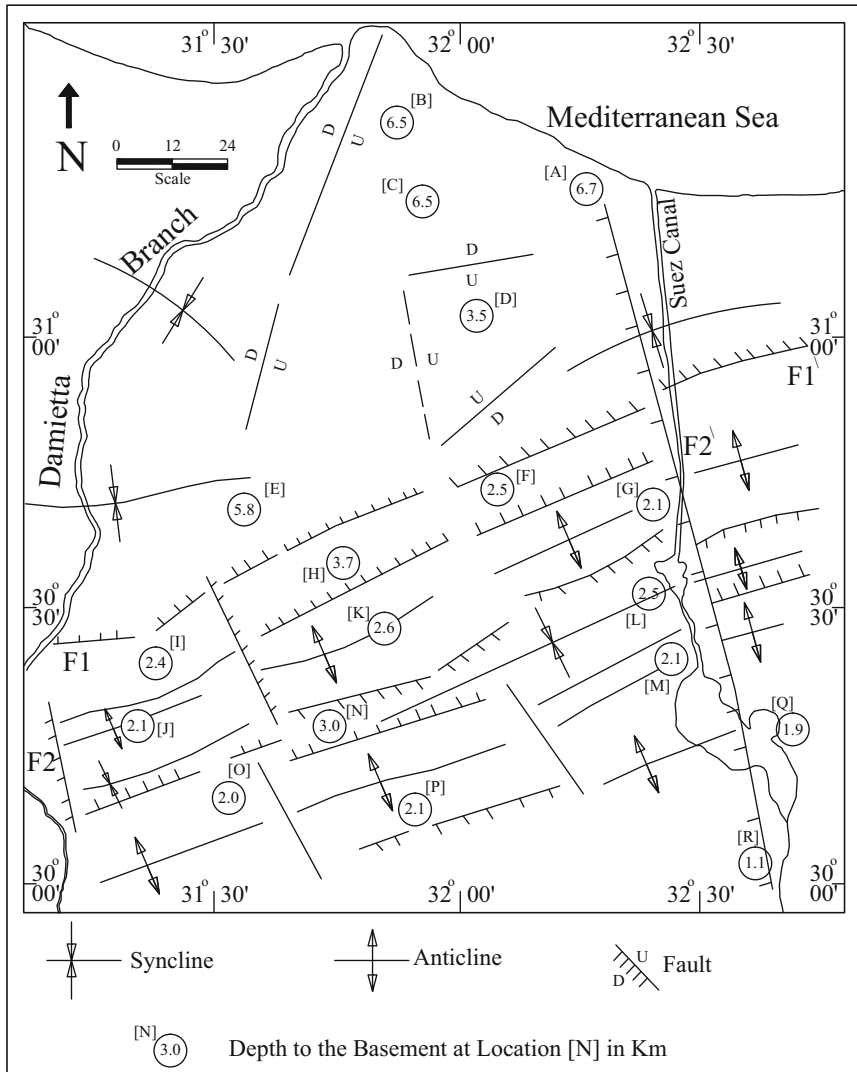 31° 30' 32° 00' 32° 30'
N
0 12 24
Scale
Mediterranean Sea
[B]
6.5
D
U
[C]
6.5
[A]
6.7
Suez Canal
Damietta Branch
D
U
[D]
3.5
31°
00'
31°
00'
D
U
D
U
U
D
F1'
F2'
[E]
5.8
[F]
2.5
[G]
2.1
[H]
3.7
[K]
2.6
2.5
[L]
30°
30'
30°
30'
F1
[I]
2.4
2.1
[M]
F2
2.1
[J]
[N]
3.0
[Q]
1.9
[O]
2.0
[P]
2.1
[R]
1.1
30°
00'
30°
00'
31° 30' 32° 00' 32° 30'
Syncline
Anticline
U
D
Fault
[N]
3.0
Depth to the Basement at Location [N] in Km